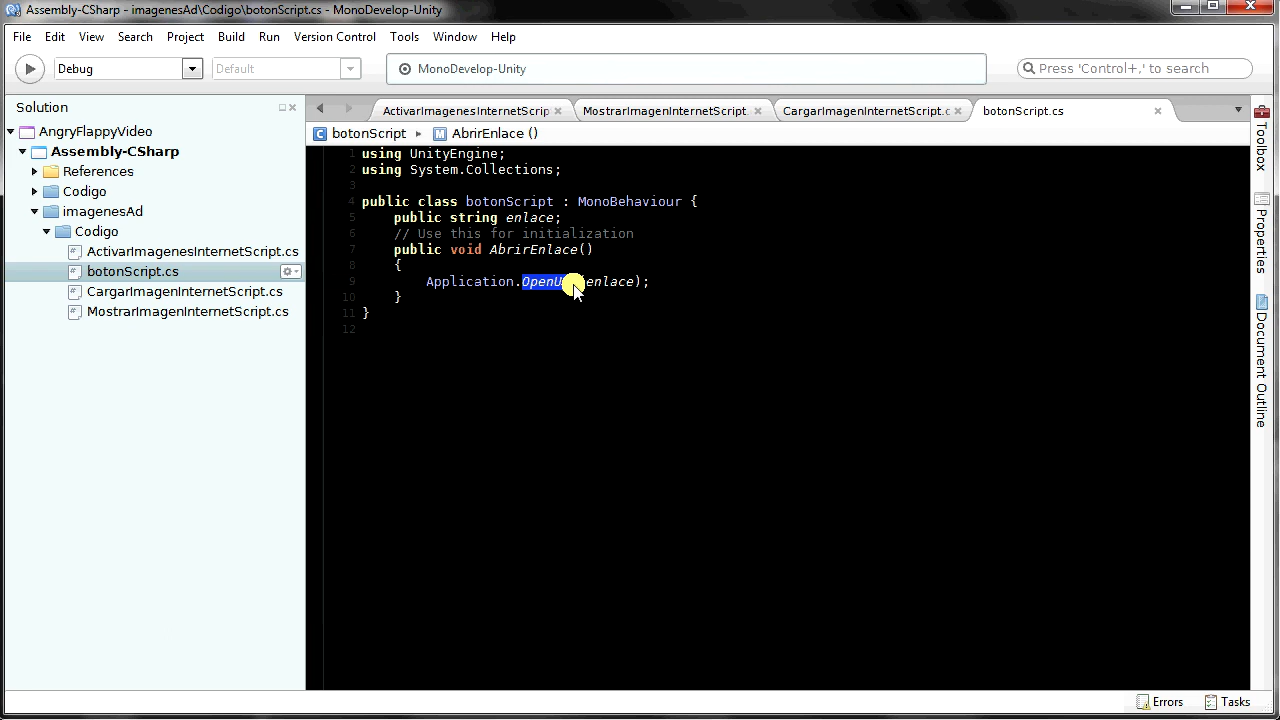 Assembly-CSharp - imagenesAd\Codigo\botonScript.cs - MonoDevelop-Unity
File Edit View Search Project Build Run Version Control Tools Window Help
Debug Default MonoDevelop-Unity Press 'Control+,' to search
Solution
AngryFlappyVideo
Assembly-CSharp
References
Codigo
imagenesAd
Codigo
ActivarImagenesInternetScript.cs
botonScript.cs
CargarImagenInternetScript.cs
MostrarImagenInternetScript.cs
ActivarImagenesInternetScrip MostrarImagenInternetScript CargarImagenInternetScript.c botonScript.cs
botonScript AbrirEnlace ()
1 using UnityEngine;
2 using System.Collections;
3
4 public class botonScript : MonoBehaviour {
5 public string enlace;
6 // Use this for initialization
7 public void AbrirEnlace()
8 {
9 Application.OpenU enlace);
10 }
11 }
12
Toolbox
Properties
Document Outline
Errors Tasks